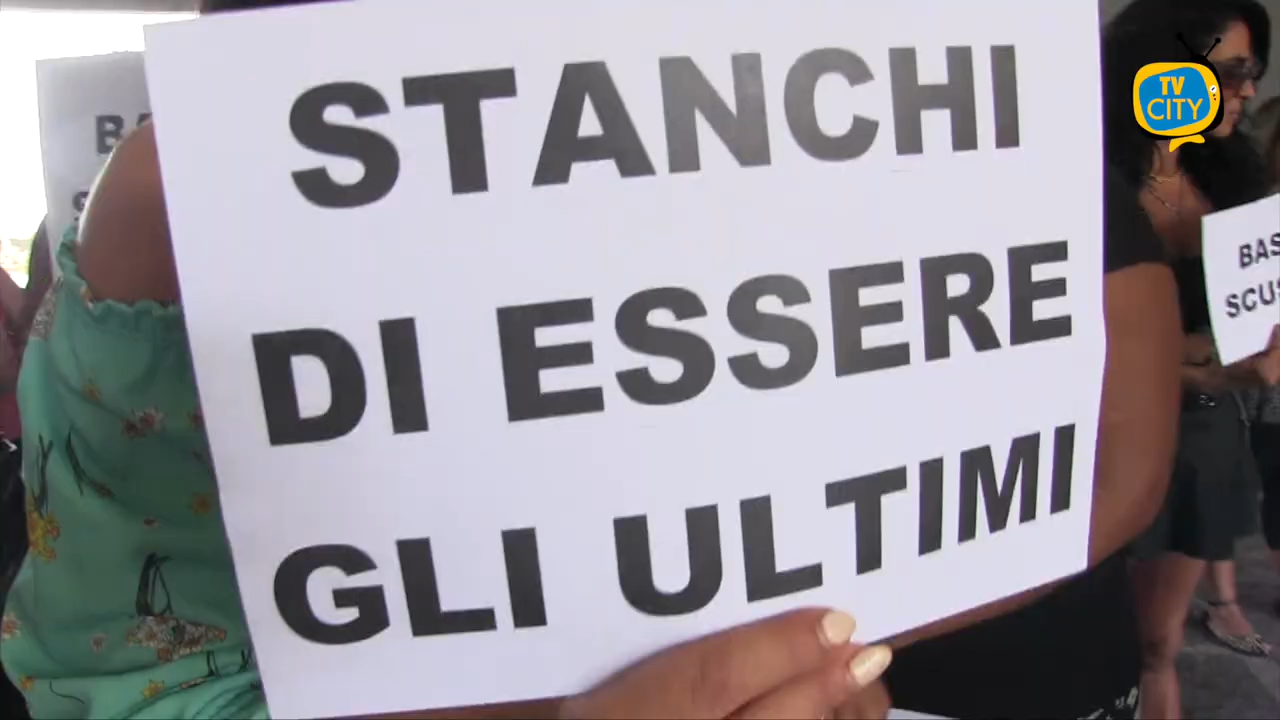 STANCHI
DI ESSERE
GLI ULTIMI
TV
CITY